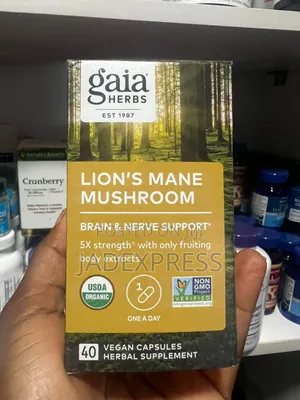 gaia
HERBS
EST 1987
LION'S MANE
MUSHROOM
BRAIN & NERVE SUPPORT*
5X strength* with only fruiting
body extracts
JADEXPRESS
USDA
ORGANIC
1
ONE A DAY
NON
GMO
Project
VERIFIED
40 VEGAN CAPSULES
HERBAL SUPPLEMENT
Cranberry